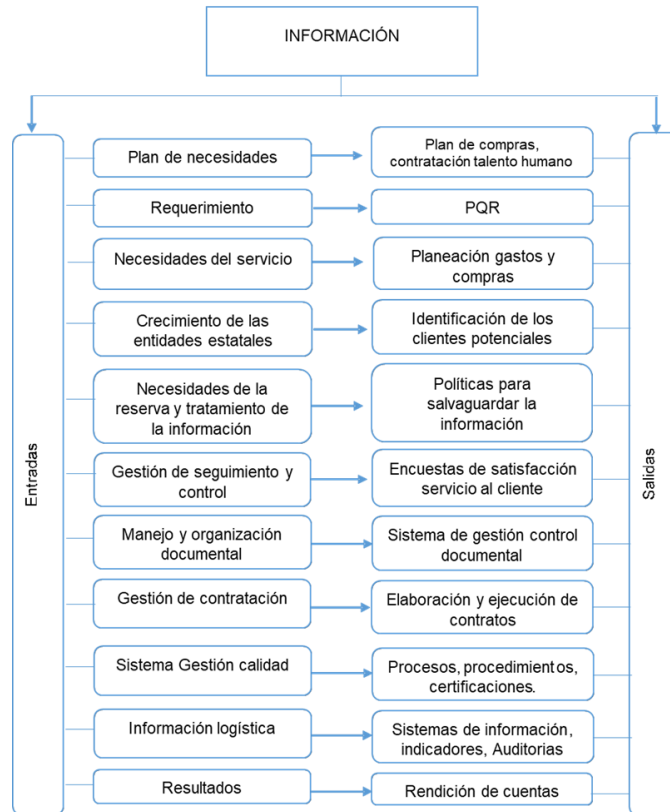 INFORMACIÓN
Entradas
Salidas
Plan de necesidades
Plan de compras,
contratación talento humano
Requerimiento
PQR
Necesidades del servicio
Planeación gastos y
compras
Crecimiento de las
entidades estatales
Identificación de los
clientes potenciales
Necesidades de la
reserva y tratamiento de
la información
Políticas para
salvaguardar la
información
Gestión de seguimiento y
control
Encuestas de satisfacción
servicio al cliente
Manejo y organización
documental
Sistema de gestión control
documental
Gestión de contratación
Elaboración y ejecución de
contratos
Sistema Gestión calidad
Procesos, procedimientos,
certificaciones.
Información logística
Sistemas de información,
indicadores, Auditorias
Resultados
Rendición de cuentas